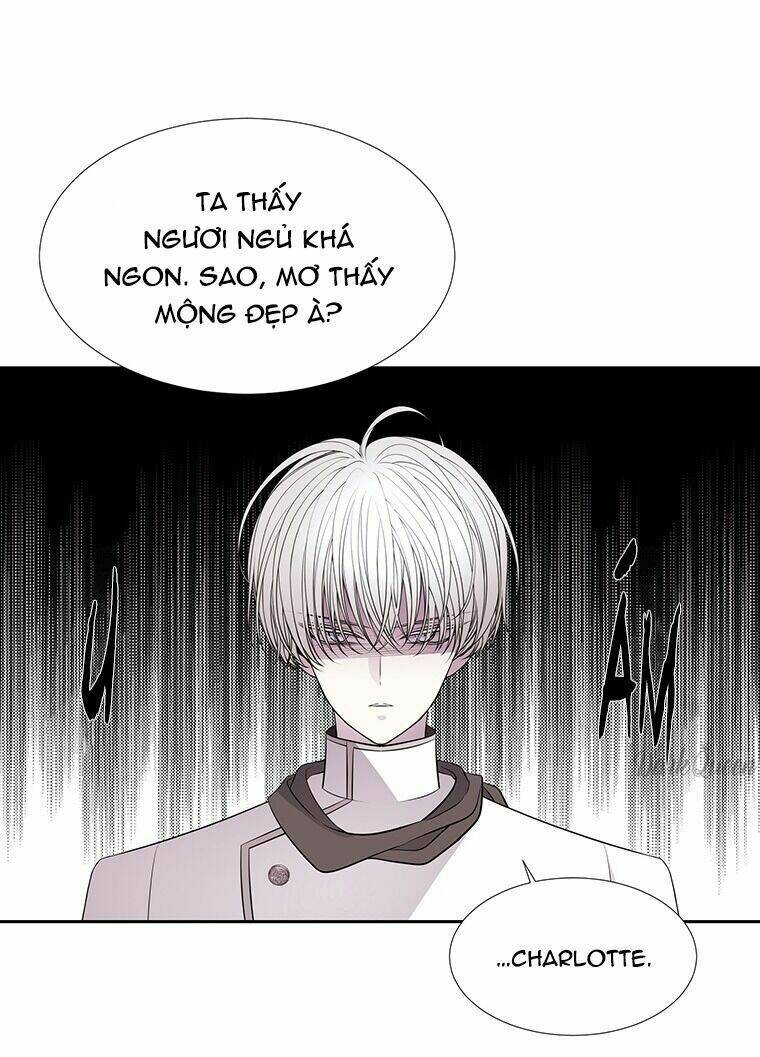 TA THẤY
NGƯƠI NGỦ KHÁ
NGON. SAO, MƠ THẤY
MỘNG ĐẸP À?
U ÁM
...CHARLOTTE.